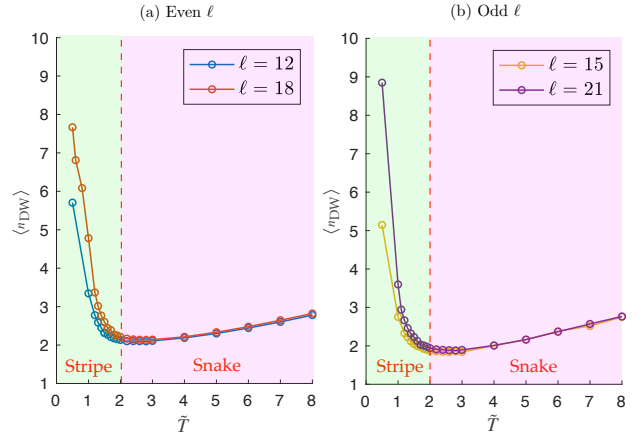 (a) Even ℓ
(b) Odd ℓ
10
9
8
7
6
5
4
3
2
1
⟨n_DW⟩
ℓ = 12
ℓ = 18
Stripe
Snake
0 1 2 3 4 5 6 7 8
T̃
10
9
8
7
6
5
4
3
2
1
⟨n_DW⟩
ℓ = 15
ℓ = 21
Stripe
Snake
0 1 2 3 4 5 6 7 8
T̃